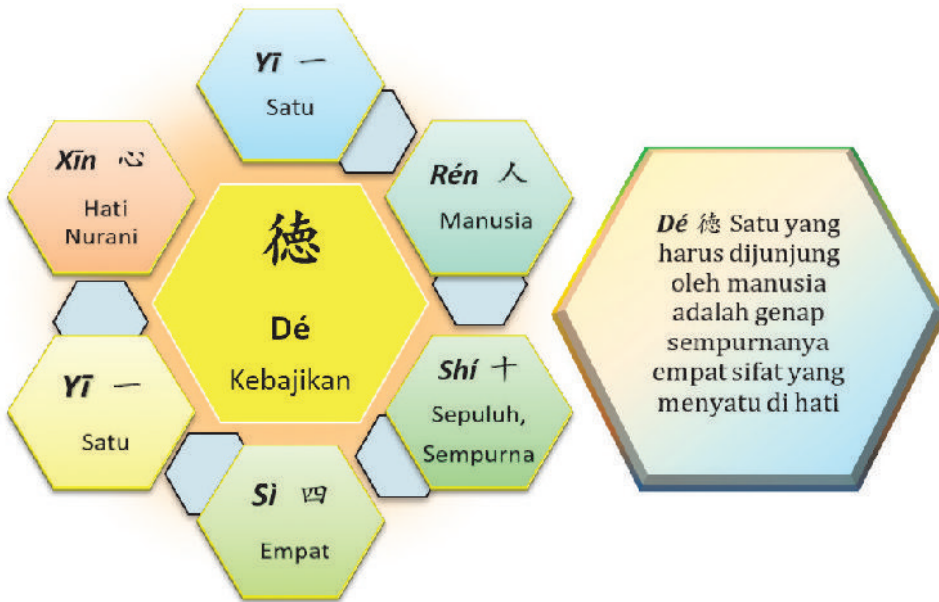 Yī 一
Satu
Rén 人
Manusia
Shí 十
Sepuluh,
Sempurna
Sì 四
Empat
Yī 一
Satu
Xīn 心
Hati
Nurani
德
Dé
Kebajikan
Dé 德 Satu yang
harus dijunjung
oleh manusia
adalah genap
sempurnanya
empat sifat yang
menyatu di hati